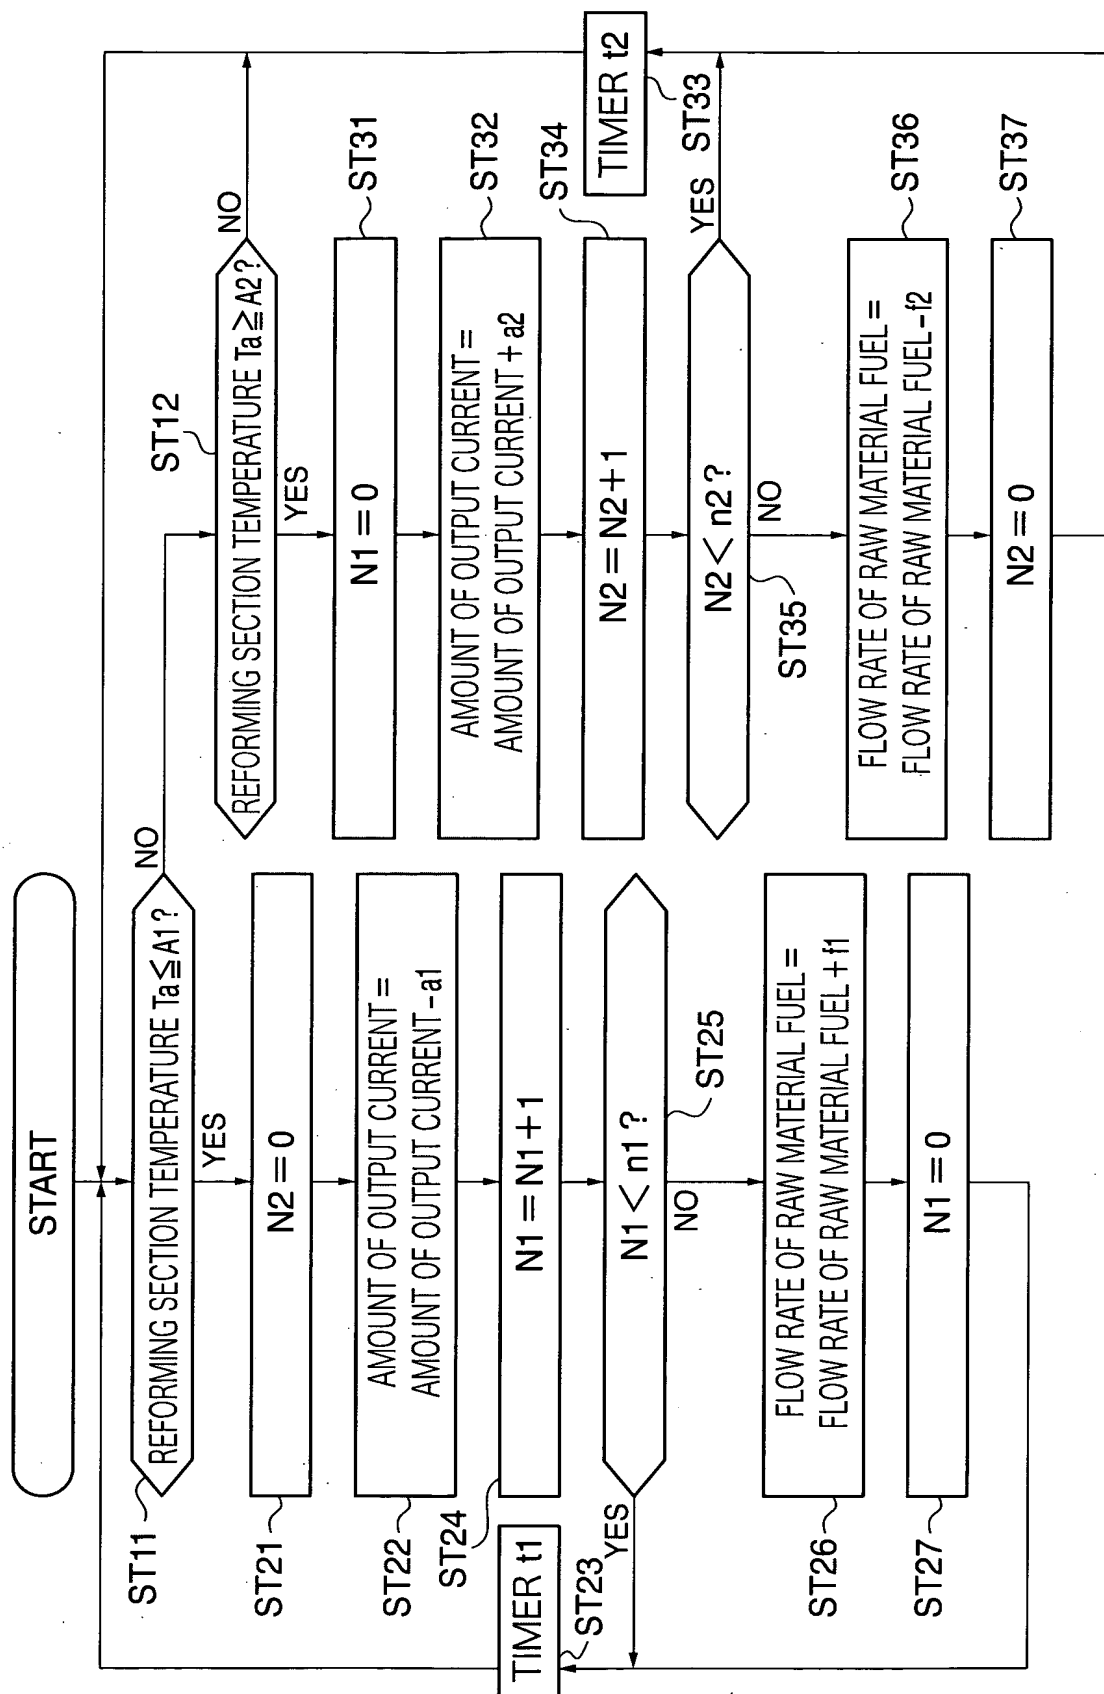 START
ST11
REFORMING SECTION TEMPERATURE Ta≦A1?
NO
YES
ST21
N2=0
ST22
AMOUNT OF OUTPUT CURRENT=
AMOUNT OF OUTPUT CURRENT-a1
ST24
N1=N1+1
TIMER t1
ST23
YES
N1<n1?
ST25
NO
ST26
FLOW RATE OF RAW MATERIAL FUEL=
FLOW RATE OF RAW MATERIAL FUEL+f1
ST27
N1=0
ST12
REFORMING SECTION TEMPERATURE Ta≧A2?
NO
YES
N1=0
ST31
AMOUNT OF OUTPUT CURRENT=
AMOUNT OF OUTPUT CURRENT+a2
ST32
N2=N2+1
ST34
TIMER t2
ST33
YES
N2<n2?
ST35
NO
FLOW RATE OF RAW MATERIAL FUEL=
FLOW RATE OF RAW MATERIAL FUEL-f2
ST36
N2=0
ST37